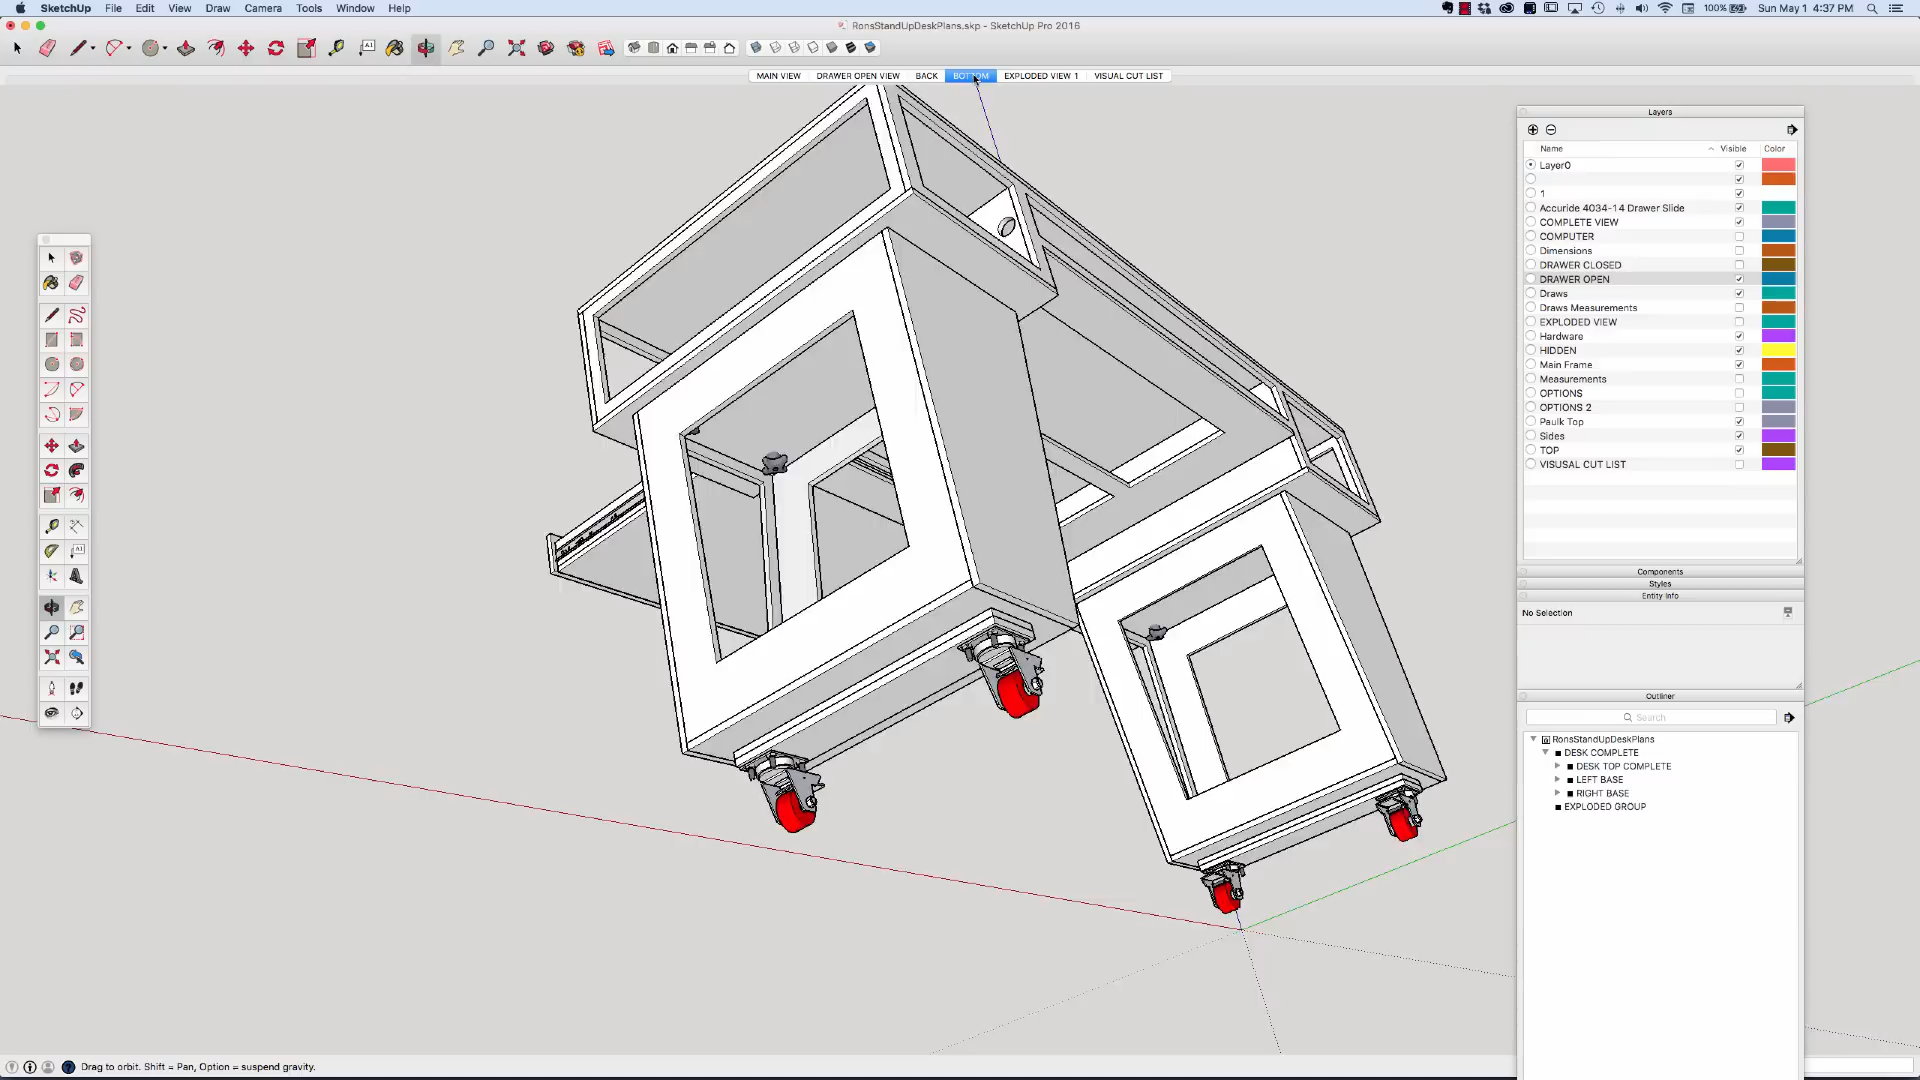 SketchUp File Edit View Draw Camera Tools Window Help 100% Sun May 1 4:37 PM
RonsStandUpDeskPlans.skp - SketchUp Pro 2016
MAIN VIEW DRAWER OPEN VIEW BACK BOTTOM EXPLODED VIEW 1 VISUAL CUT LIST
Layers
Name Visible Color
Layer0
1
Accuride 4034-14 Drawer Slide
COMPLETE VIEW
COMPUTER
Dimensions
DRAWER CLOSED
DRAWER OPEN
Draws
Draws Measurements
EXPLODED VIEW
Hardware
HIDDEN
Main Frame
Measurements
OPTIONS
OPTIONS 2
Paulk Top
Sides
TOP
VISUSAL CUT LIST
Components
Styles
Entity Info
No Selection
Outliner
Search
RonsStandUpDeskPlans
DESK COMPLETE
DESK TOP COMPLETE
LEFT BASE
RIGHT BASE
EXPLODED GROUP
Drag to orbit. Shift = Pan, Option = suspend gravity.